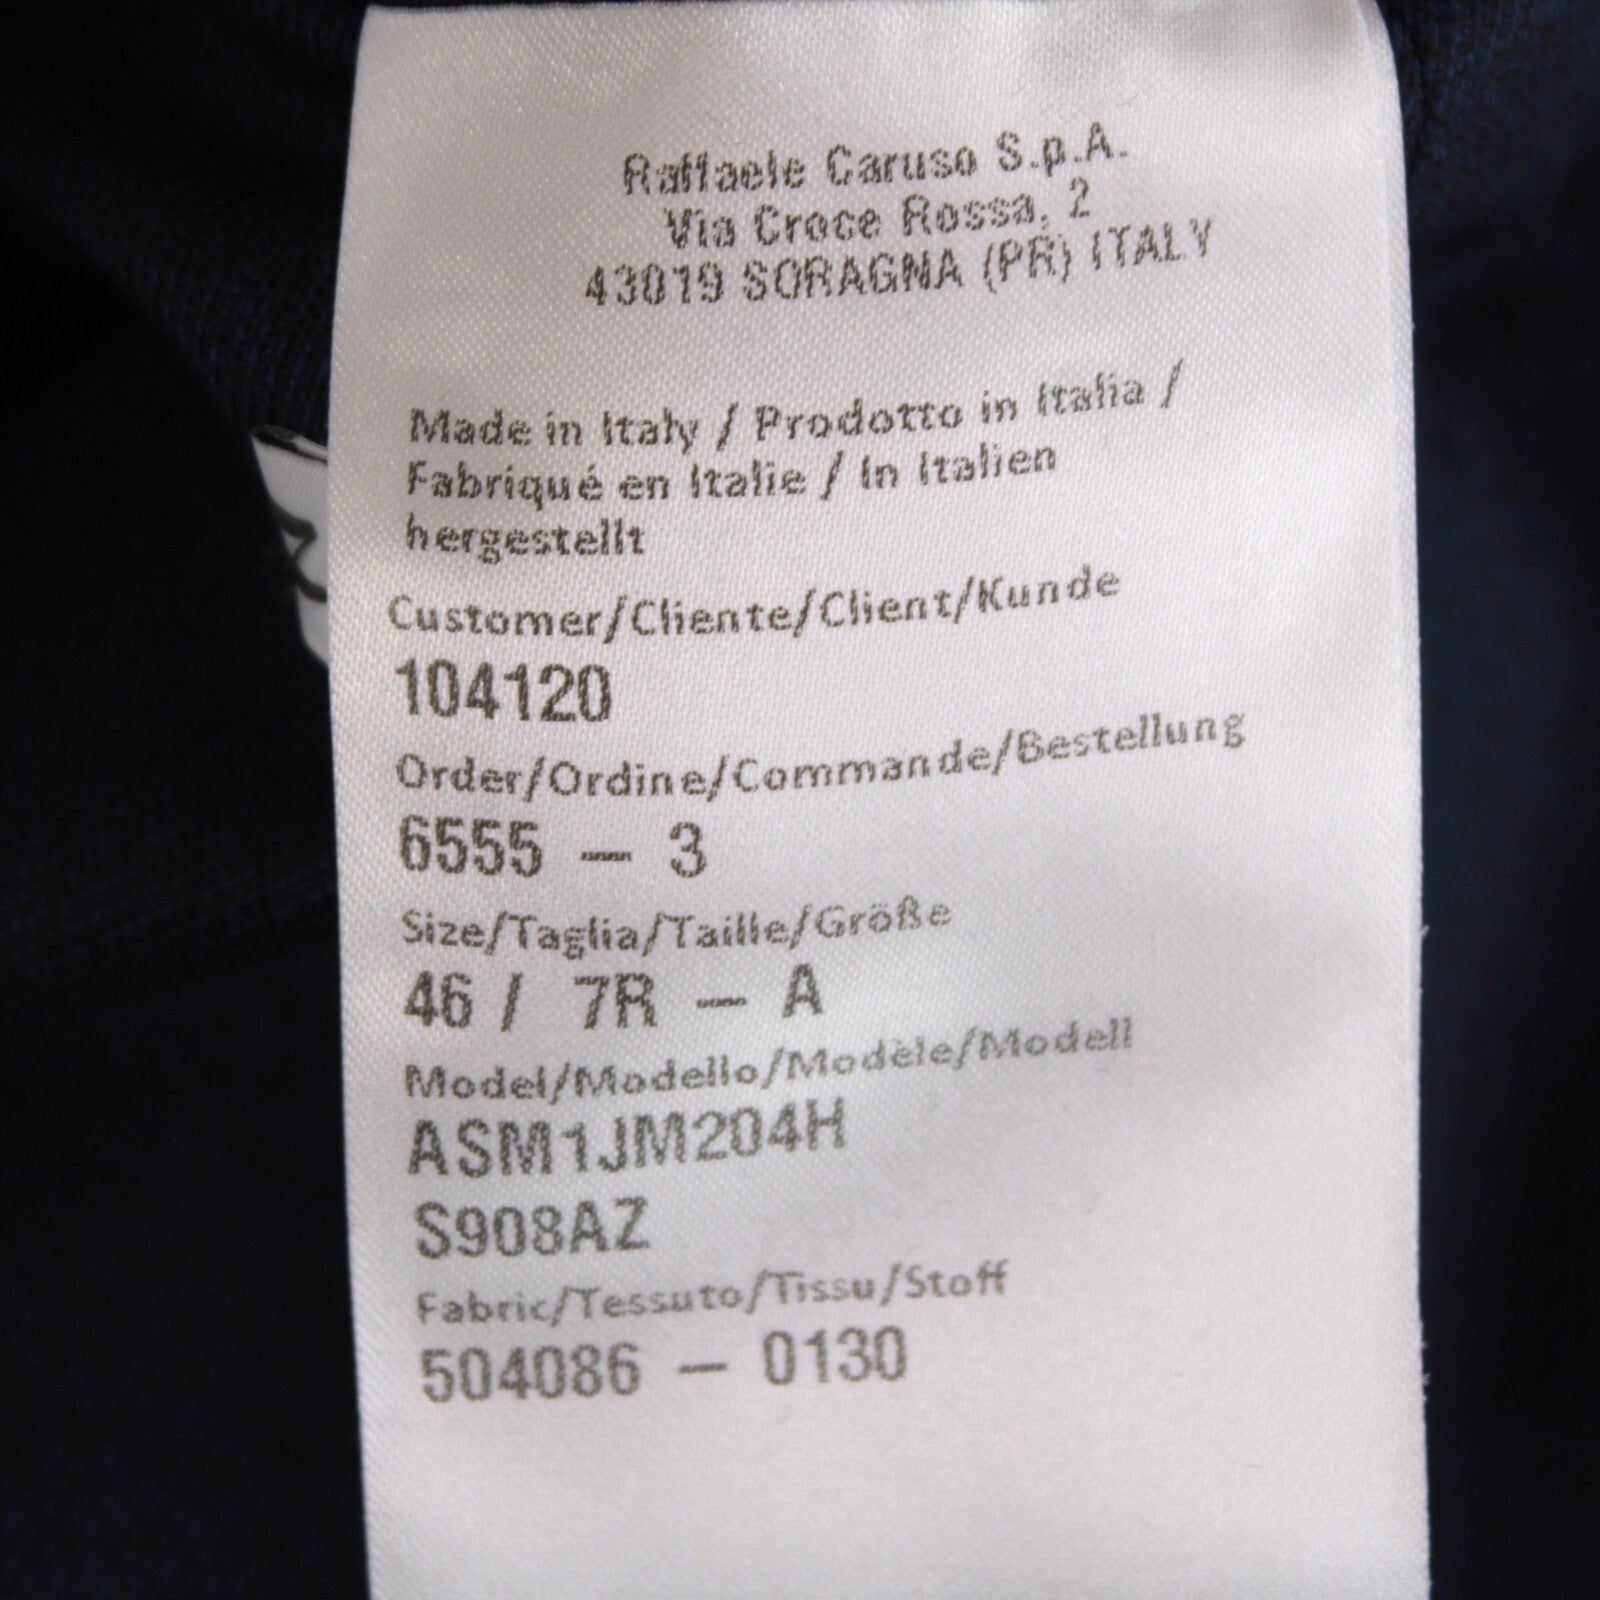 Raffaele Caruso S.p.A.
Via Croce Rossa, 2
43019 SORAGNA (PR) ITALY
Made in Italy / Prodotto in Italia /
Fabriqué en Italie / In Italien
hergestellt
Customer/Cliente/Client/Kunde
104120
Order/Ordine/Commande/Bestellung
6555 – 3
Size/Taglia/Taille/Größe
46 / 7R – A
Model/Modello/Modèle/Modell
ASM1JM204H
S908AZ
Fabric/Tessuto/Tissu/Stoff
504086 – 0130